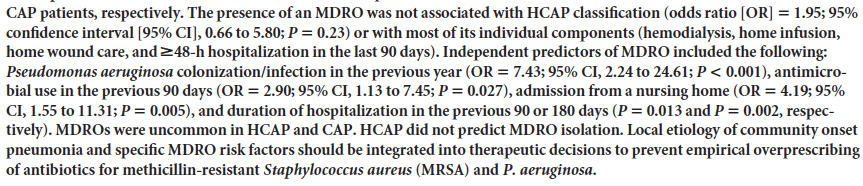 CAP patients, respectively. The presence of an MDRO was not associated with HCAP classification (odds ratio [OR] = 1.95; 95%
confidence interval [95% CI], 0.66 to 5.80; P = 0.23) or with most of its individual components (hemodialysis, home infusion,
home wound care, and ≥48-h hospitalization in the last 90 days). Independent predictors of MDRO included the following:
Pseudomonas aeruginosa colonization/infection in the previous year (OR = 7.43; 95% CI, 2.24 to 24.61; P < 0.001), antimicro-
bial use in the previous 90 days (OR = 2.90; 95% CI, 1.13 to 7.45; P = 0.027), admission from a nursing home (OR = 4.19; 95%
CI, 1.55 to 11.31; P = 0.005), and duration of hospitalization in the previous 90 or 180 days (P = 0.013 and P = 0.002, respec-
tively). MDROs were uncommon in HCAP and CAP. HCAP did not predict MDRO isolation. Local etiology of community onset
pneumonia and specific MDRO risk factors should be integrated into therapeutic decisions to prevent empirical overprescribing
of antibiotics for methicillin-resistant Staphylococcus aureus (MRSA) and P. aeruginosa.